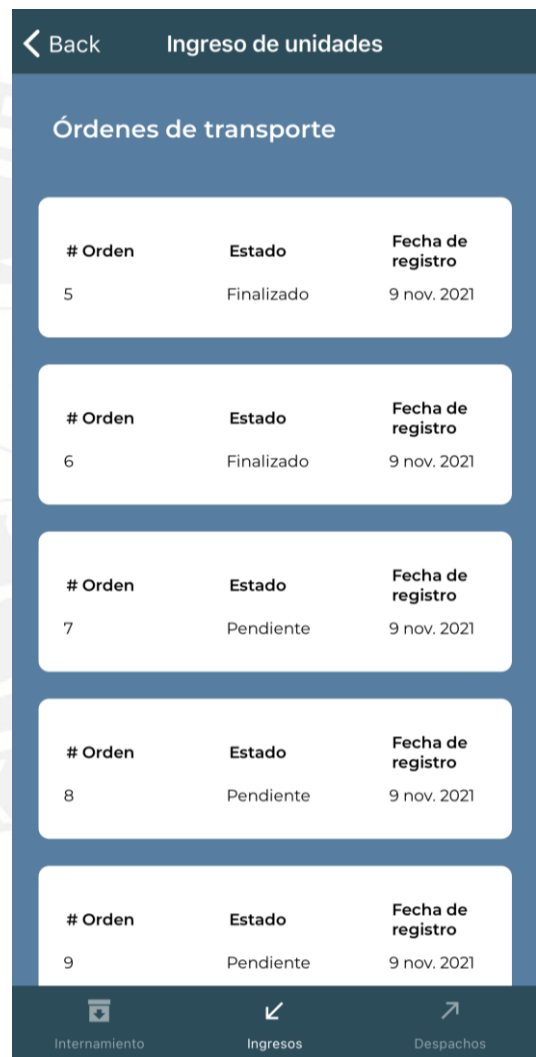 Back Ingreso de unidades
Órdenes de transporte
# Orden Estado Fecha de
registro
5 Finalizado 9 nov. 2021
# Orden Estado Fecha de
registro
6 Finalizado 9 nov. 2021
# Orden Estado Fecha de
registro
7 Pendiente 9 nov. 2021
# Orden Estado Fecha de
registro
8 Pendiente 9 nov. 2021
# Orden Estado Fecha de
registro
9 Pendiente 9 nov. 2021
Internamiento Ingresos Despachos